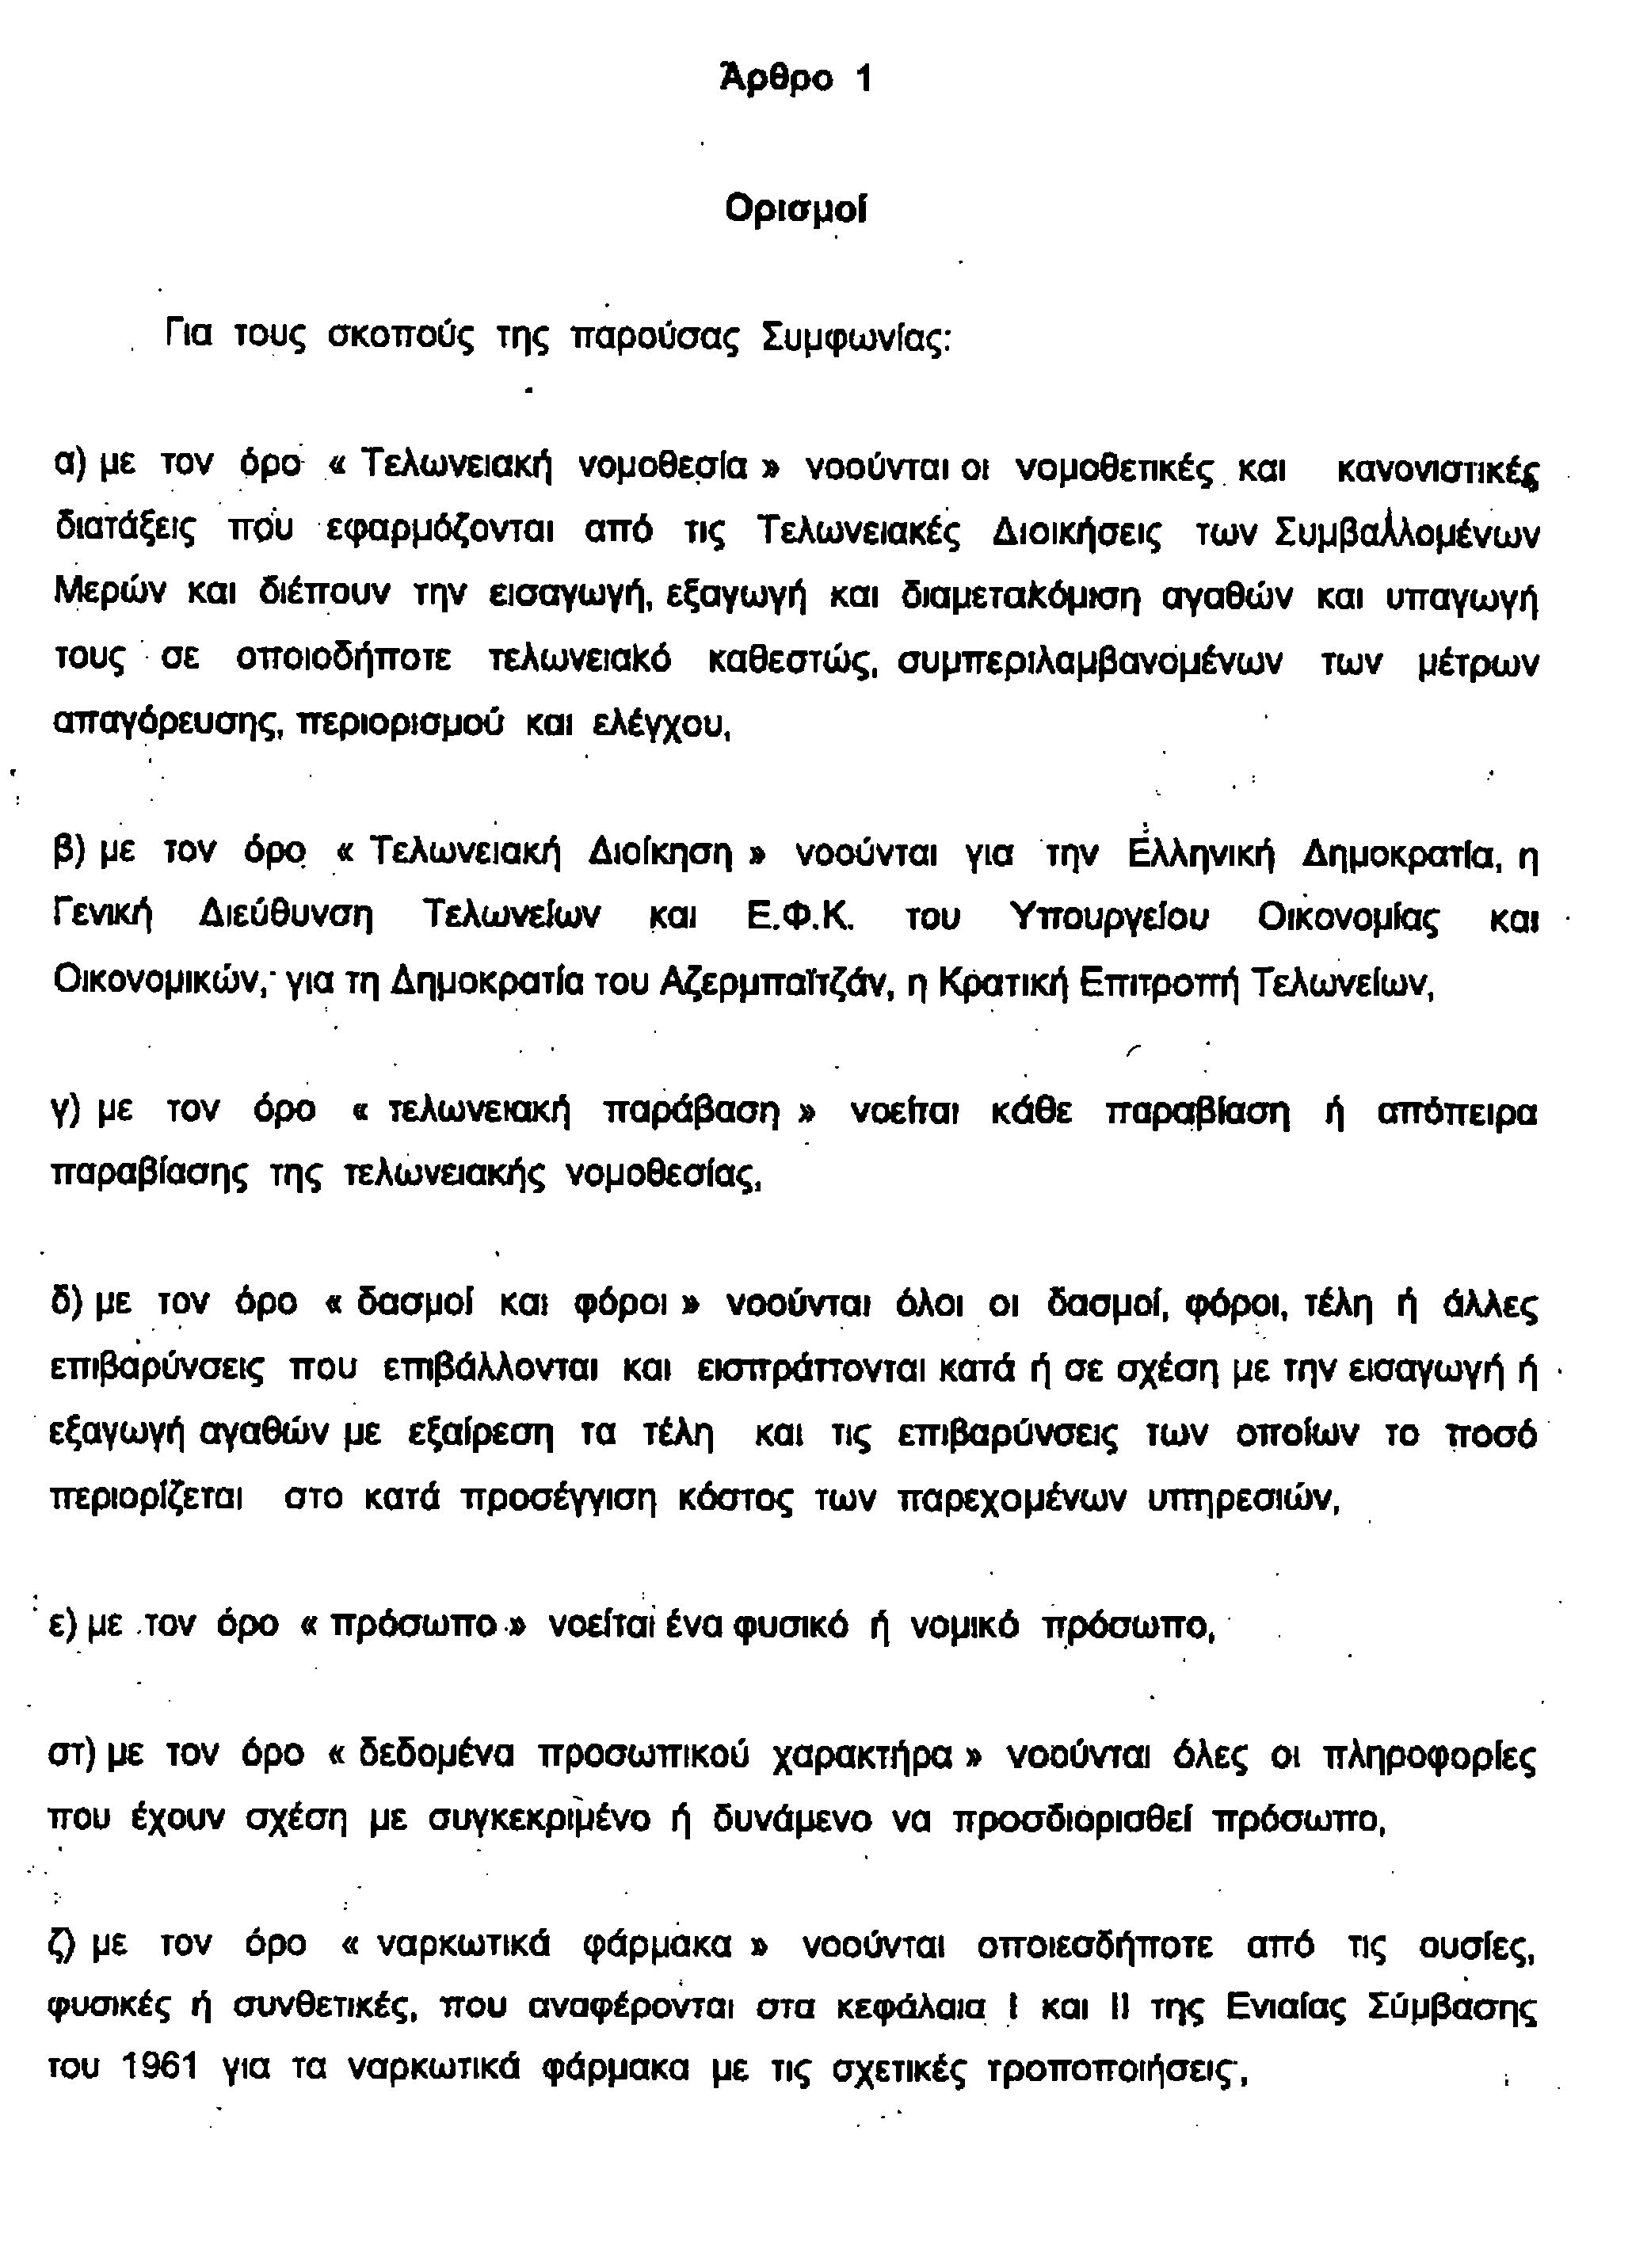 Άρθρο 1
Ορισμοί
Για τους σκοπούς της παρούσας Συμφωνίας:
α) με τον όρο « Τελωνειακή νομοθεσία » νοούνται οι νομοθετικές και κανονιστικές
διατάξεις που εφαρμόζονται από τις Τελωνειακές Διοικήσεις των Συμβαλλομένων
Μερών και διέπουν την εισαγωγή, εξαγωγή και διαμετακόμιση αγαθών και υπαγωγή
τους σε οποιοδήποτε τελωνειακό καθεστώς, συμπεριλαμβανομένων των μέτρων
απαγόρευσης, περιορισμού και ελέγχου,
β) με τον όρο « Τελωνειακή Διοίκηση » νοούνται για την Ελληνική Δημοκρατία, η
Γενική Διεύθυνση Τελωνείων και Ε.Φ.Κ. του Υπουργείου Οικονομίας και
Οικονομικών, για τη Δημοκρατία του Αζερμπαϊτζάν, η Κρατική Επιτροπή Τελωνείων,
γ) με τον όρο « τελωνειακή παράβαση » νοείται κάθε παραβίαση ή απόπειρα
παραβίασης της τελωνειακής νομοθεσίας,
δ) με τον όρο « δασμοί και φόροι » νοούνται όλοι οι δασμοί, φόροι, τέλη ή άλλες
επιβαρύνσεις που επιβάλλονται και εισπράττονται κατά ή σε σχέση με την εισαγωγή ή
εξαγωγή αγαθών με εξαίρεση τα τέλη και τις επιβαρύνσεις των οποίων το ποσό
περιορίζεται στο κατά προσέγγιση κόστος των παρεχομένων υπηρεσιών,
ε) με τον όρο « πρόσωπο » νοείται ένα φυσικό ή νομικό πρόσωπο,
στ) με τον όρο « δεδομένα προσωπικού χαρακτήρα » νοούνται όλες οι πληροφορίες
που έχουν σχέση με συγκεκριμένο ή δυνάμενο να προσδιορισθεί πρόσωπο,
ζ) με τον όρο « ναρκωτικά φάρμακα » νοούνται οποιεσδήποτε από τις ουσίες,
φυσικές ή συνθετικές, που αναφέρονται στα κεφάλαια Ι και ΙΙ της Ενιαίας Σύμβασης
του 1961 για τα ναρκωτικά φάρμακα με τις σχετικές τροποποιήσεις,